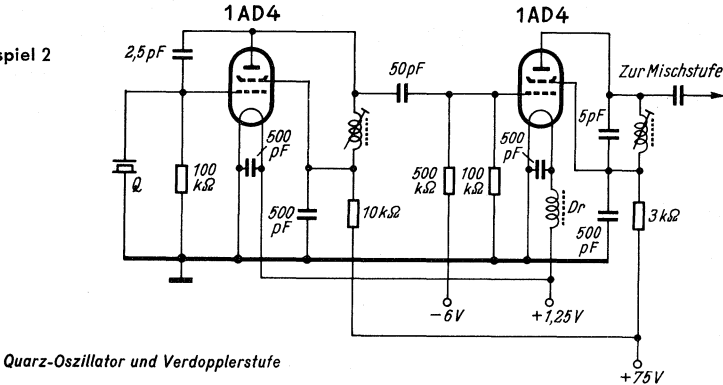 1AD4
1AD4
spiel 2
2,5pF
50pF
Zur Mischstufe
5pF
500
pF
500
pF
Q
100
kΩ
500
kΩ
100
kΩ
Dr
500
pF
10kΩ
500
pF
3kΩ
-6V
+1,25V
Quarz-Oszillator und Verdopplerstufe
+75V